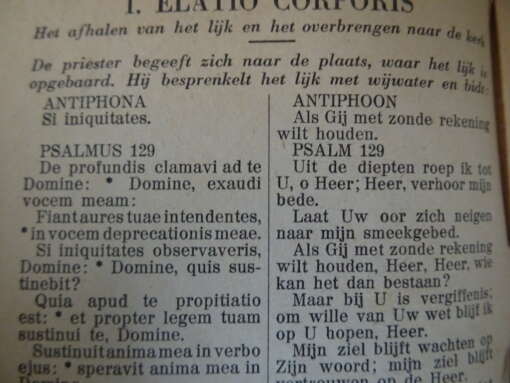 I. ELATIO CORPORIS
Het afhalen van het lijk en het overbrengen naar de kerk
De priester begeeft zich naar de plaats, waar het lijk is
opgebaard. Hij besprenkelt het lijk met wijwater en bidt:
ANTIPHONA
Si iniquitates.
PSALMUS 129
De profundis clamavi ad te
Domine: * Domine, exaudi
vocem meam:
Fiant aures tuae intendentes,
* in vocem deprecationis meae.
Si iniquitates observaveris,
Domine: * Domine, quis sus-
tinebit?
Quia apud te propitiatio
est: * et propter legem tuam
sustinui te, Domine.
Sustinuit anima mea in verbo
ejus: * speravit anima mea in
Domino
ANTIPHOON
Als Gij met zonde rekening
wilt houden.
PSALM 129
Uit de diepten roep ik tot
U, o Heer; Heer, verhoor mijn
bede.
Laat Uw oor zich neigen
naar mijn smeekgebed.
Als Gij met zonde rekening
wilt houden, Heer, Heer, wie
kan het dan bestaan?
Maar bij U is vergiffenis;
om wille van Uw wet blijf ik
op U hopen, Heer.
Mijn ziel blijft wachten op
Zijn woord; mijn ziel blijft
vertrouwen op de Heer.